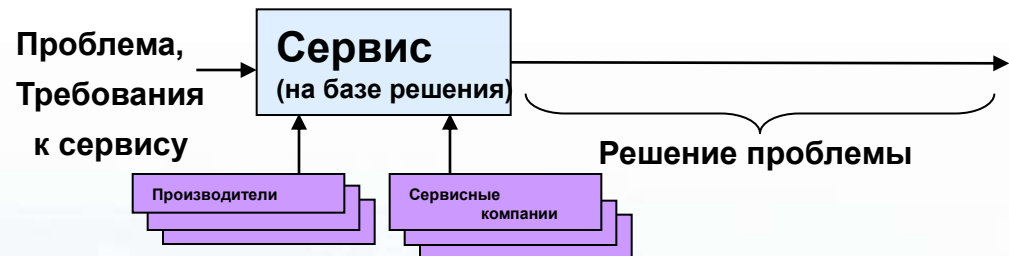 Проблема,
Требования
к сервису
Сервис
(на базе решения)
Решение проблемы
Производители
Сервисные
компании